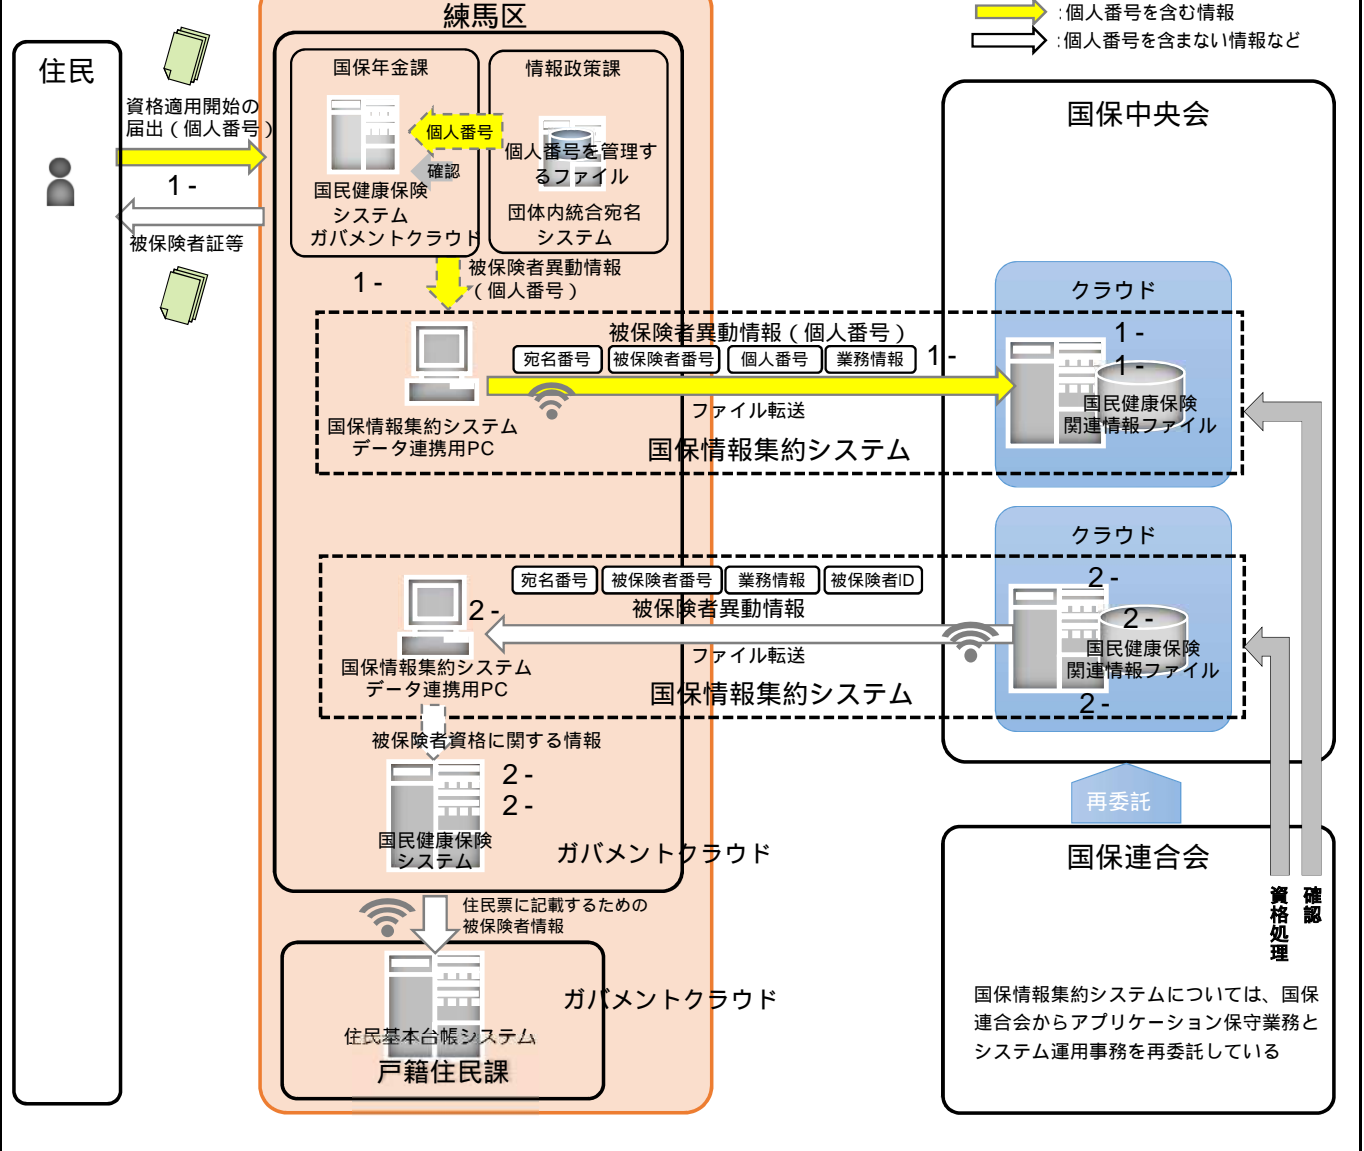 練馬区
:個人番号を含む情報
:個人番号を含まない情報など
住民
資格適用開始の
届出（個人番号）
1 -
被保険者証等
国保年金課
個人番号
確認
国民健康保険
システム
ガバメントクラウド
情報政策課
個人番号を管理す
るファイル
団体内統合宛名
システム
1 -
被保険者異動情報
（個人番号）
国保中央会
クラウド
1 -
1 -
国民健康保険
関連情報ファイル
被保険者異動情報（個人番号）
宛名番号
被保険者番号
個人番号
業務情報
1 -
ファイル転送
国保情報集約システム
データ連携用PC
国保情報集約システム
クラウド
2 -
2 -
国民健康保険
関連情報ファイル
2 -
宛名番号
被保険者番号
業務情報
被保険者ID
被保険者異動情報
2 -
ファイル転送
国保情報集約システム
データ連携用PC
国保情報集約システム
被保険者資格に関する情報
2 -
2 -
国民健康保険
システム
ガバメントクラウド
住民票に記載するための
被保険者情報
ガバメントクラウド
住民基本台帳システム
戸籍住民課
再委託
国保連合会
資格処理
確認
国保情報集約システムについては、国保
連合会からアプリケーション保守業務と
システム運用事務を再委託している